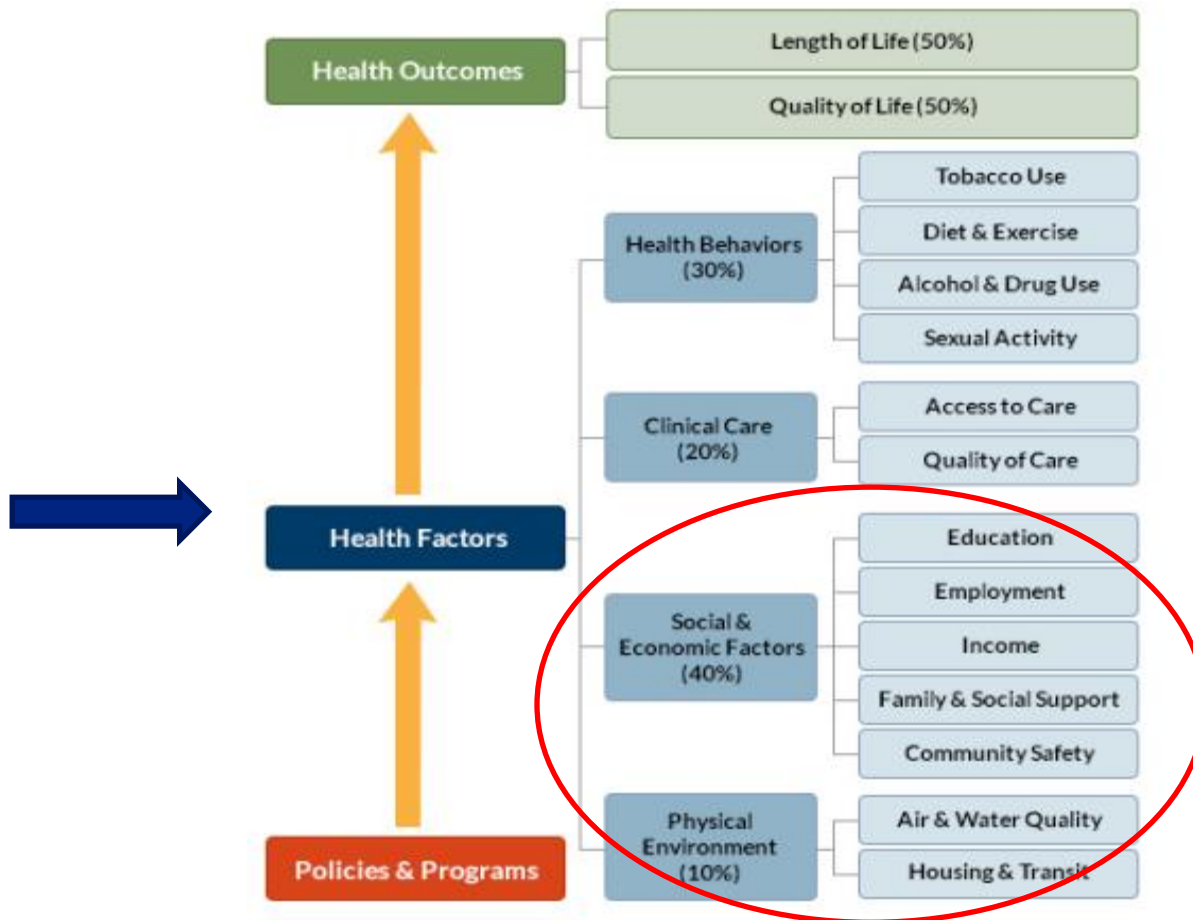 Health Outcomes
Length of Life (50%)
Quality of Life (50%)
Health Factors
Health Behaviors
(30%)
Tobacco Use
Diet & Exercise
Alcohol & Drug Use
Sexual Activity
Clinical Care
(20%)
Access to Care
Quality of Care
Social &
Economic Factors
(40%)
Education
Employment
Income
Family & Social Support
Community Safety
Physical
Environment
(10%)
Air & Water Quality
Housing & Transit
Policies & Programs